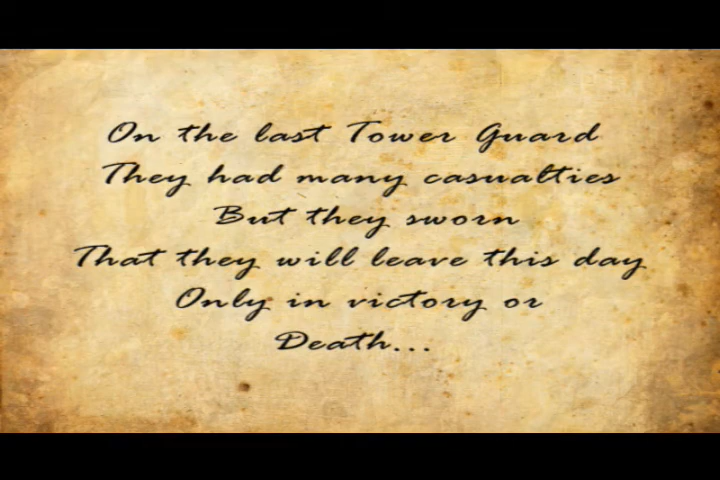 On the last Tower Guard
They had many casualties
But they sworn
That they will leave this day
Only in victory or
Death...